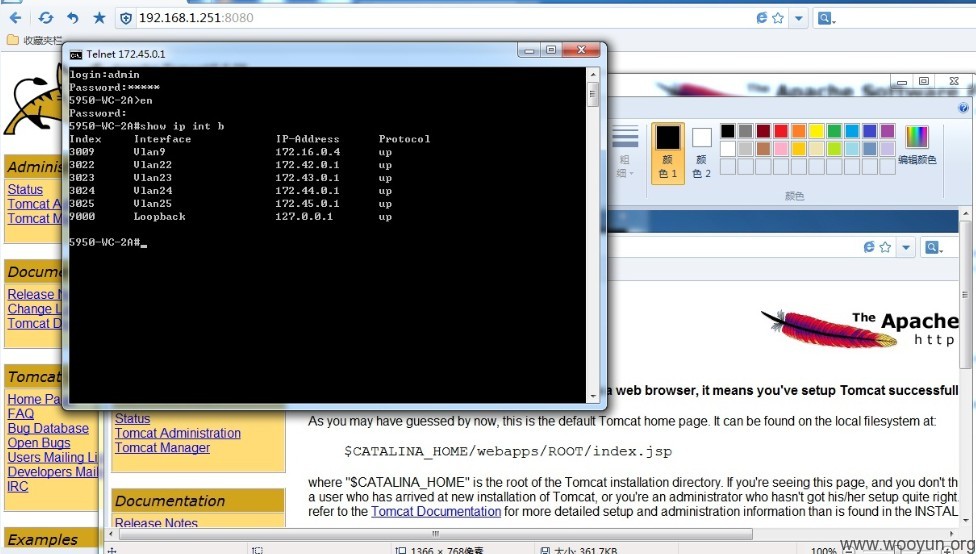 192.168.1.251:8080
收藏夹栏
Telnet 172.45.0.1
login:admin
Password:*****
5950-WC-2A>en
Password:
5950-WC-2A#show ip int b
Index Interface IP-Address Protocol
3009 Vlan9 172.16.0.4 up
3022 Vlan22 172.42.0.1 up
3023 Vlan23 172.43.0.1 up
3024 Vlan24 172.44.0.1 up
3025 Vlan25 172.45.0.1 up
9000 Loopback 127.0.0.1 up
5950-WC-2A#
The Apache Software
粗细
颜色 1
颜色 2
编辑颜色
颜色
Adminis
Status
Tomcat A
Tomcat M
Docume
Release N
Change L
Tomcat D
Tomcat
Home Pa
FAQ
Bug Database
Open Bugs
Users Mailing Li
Developers Mail
IRC
Examples
Status
Tomcat Administration
Tomcat Manager
Documentation
Release Notes
The Apache
http
a web browser, it means you've setup Tomcat successfull
As you may have guessed by now, this is the default Tomcat home page. It can be found on the local filesystem at:
$CATALINA_HOME/webapps/ROOT/index.jsp
where "$CATALINA_HOME" is the root of the Tomcat installation directory. If you're seeing this page, and you don't th
a user who has arrived at new installation of Tomcat, or you're an administrator who hasn't got his/her setup quite right.
refer to the Tomcat Documentation for more detailed setup and administration information than is found in the INSTAL
1366 × 768像素
大小: 361.7KB
100%
www.wooyun.org